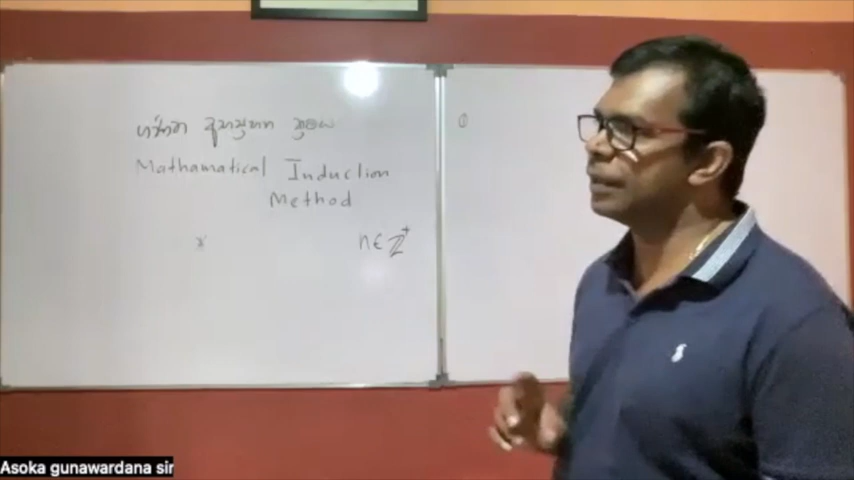 ගණිත අභ්‍යුහන ක්‍රමය
Mathamatical Induction
Method
n∈ℤ⁺
①
Asoka gunawardana sir